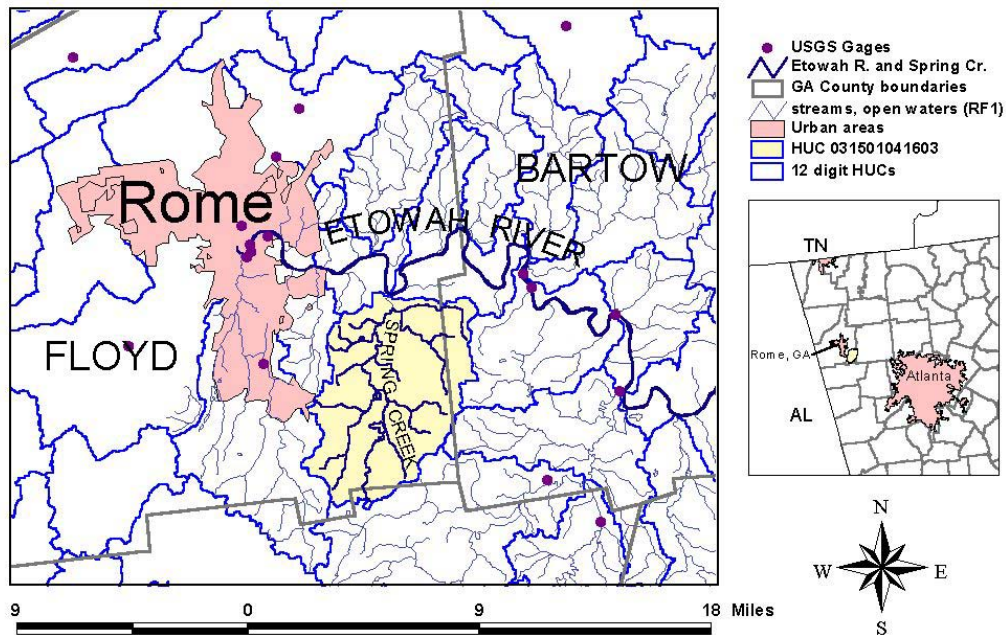 Rome
ETOWAH RIVER
BARTOW
FLOYD
SPRING CREEK
9 0 9 18 Miles
USGS Gages
Etowah R. and Spring Cr.
GA County boundaries
streams, open waters (RF1)
Urban areas
HUC 031501041603
12 digit HUCs
TN
Rome, GA
Atlanta
AL
N
W E
S